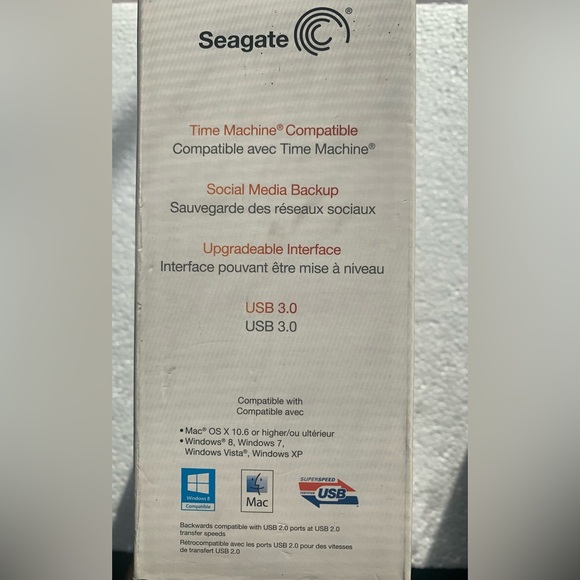 Seagate®
Time Machine® Compatible
Compatible avec Time Machine®
Social Media Backup
Sauvegarde des réseaux sociaux
Upgradeable Interface
Interface pouvant être mise à niveau
USB 3.0
USB 3.0
Compatible with
Compatible avec
• Mac® OS X 10.6 or higher/ou ultérieur
• Windows® 8, Windows 7,
Windows Vista®, Windows XP
Windows 8
Compatible
Mac
SUPERSPEED
CERTIFIED USB
Backwards compatible with USB 2.0 ports at USB 2.0
transfer speeds
Rétrocompatible avec les ports USB 2.0 pour des vitesses
de transfert USB 2.0